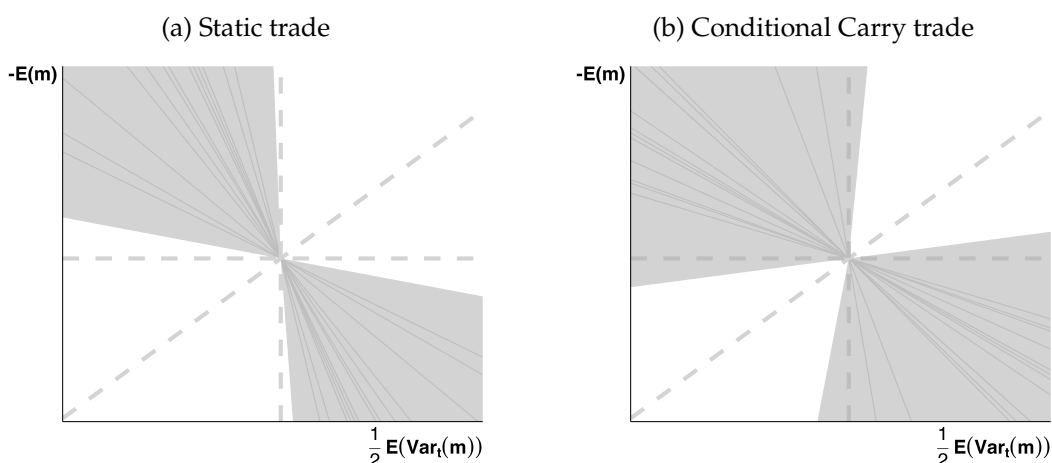 (a) Static trade
(b) Conditional Carry trade
-E(m)
-E(m)
1/2 E(Var_t(m))
1/2 E(Var_t(m))